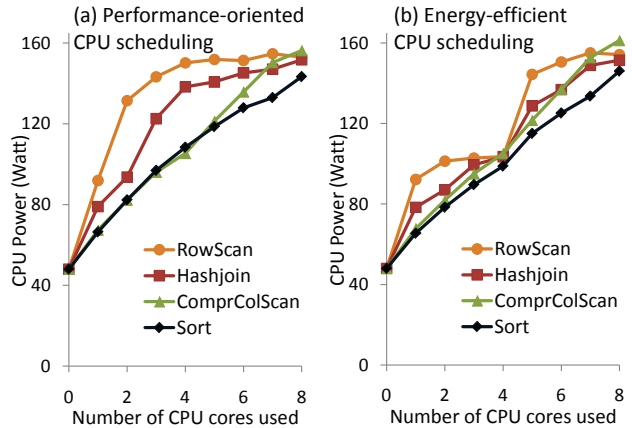 (a) Performance-oriented
CPU scheduling
160
120
80
40
0
CPU Power (Watt)
RowScan
Hashjoin
ComprColScan
Sort
0 2 4 6 8
Number of CPU cores used
(b) Energy-efficient
CPU scheduling
160
120
80
40
0
CPU Power (Watt)
RowScan
Hashjoin
ComprColScan
Sort
0 2 4 6 8
Number of CPU cores used